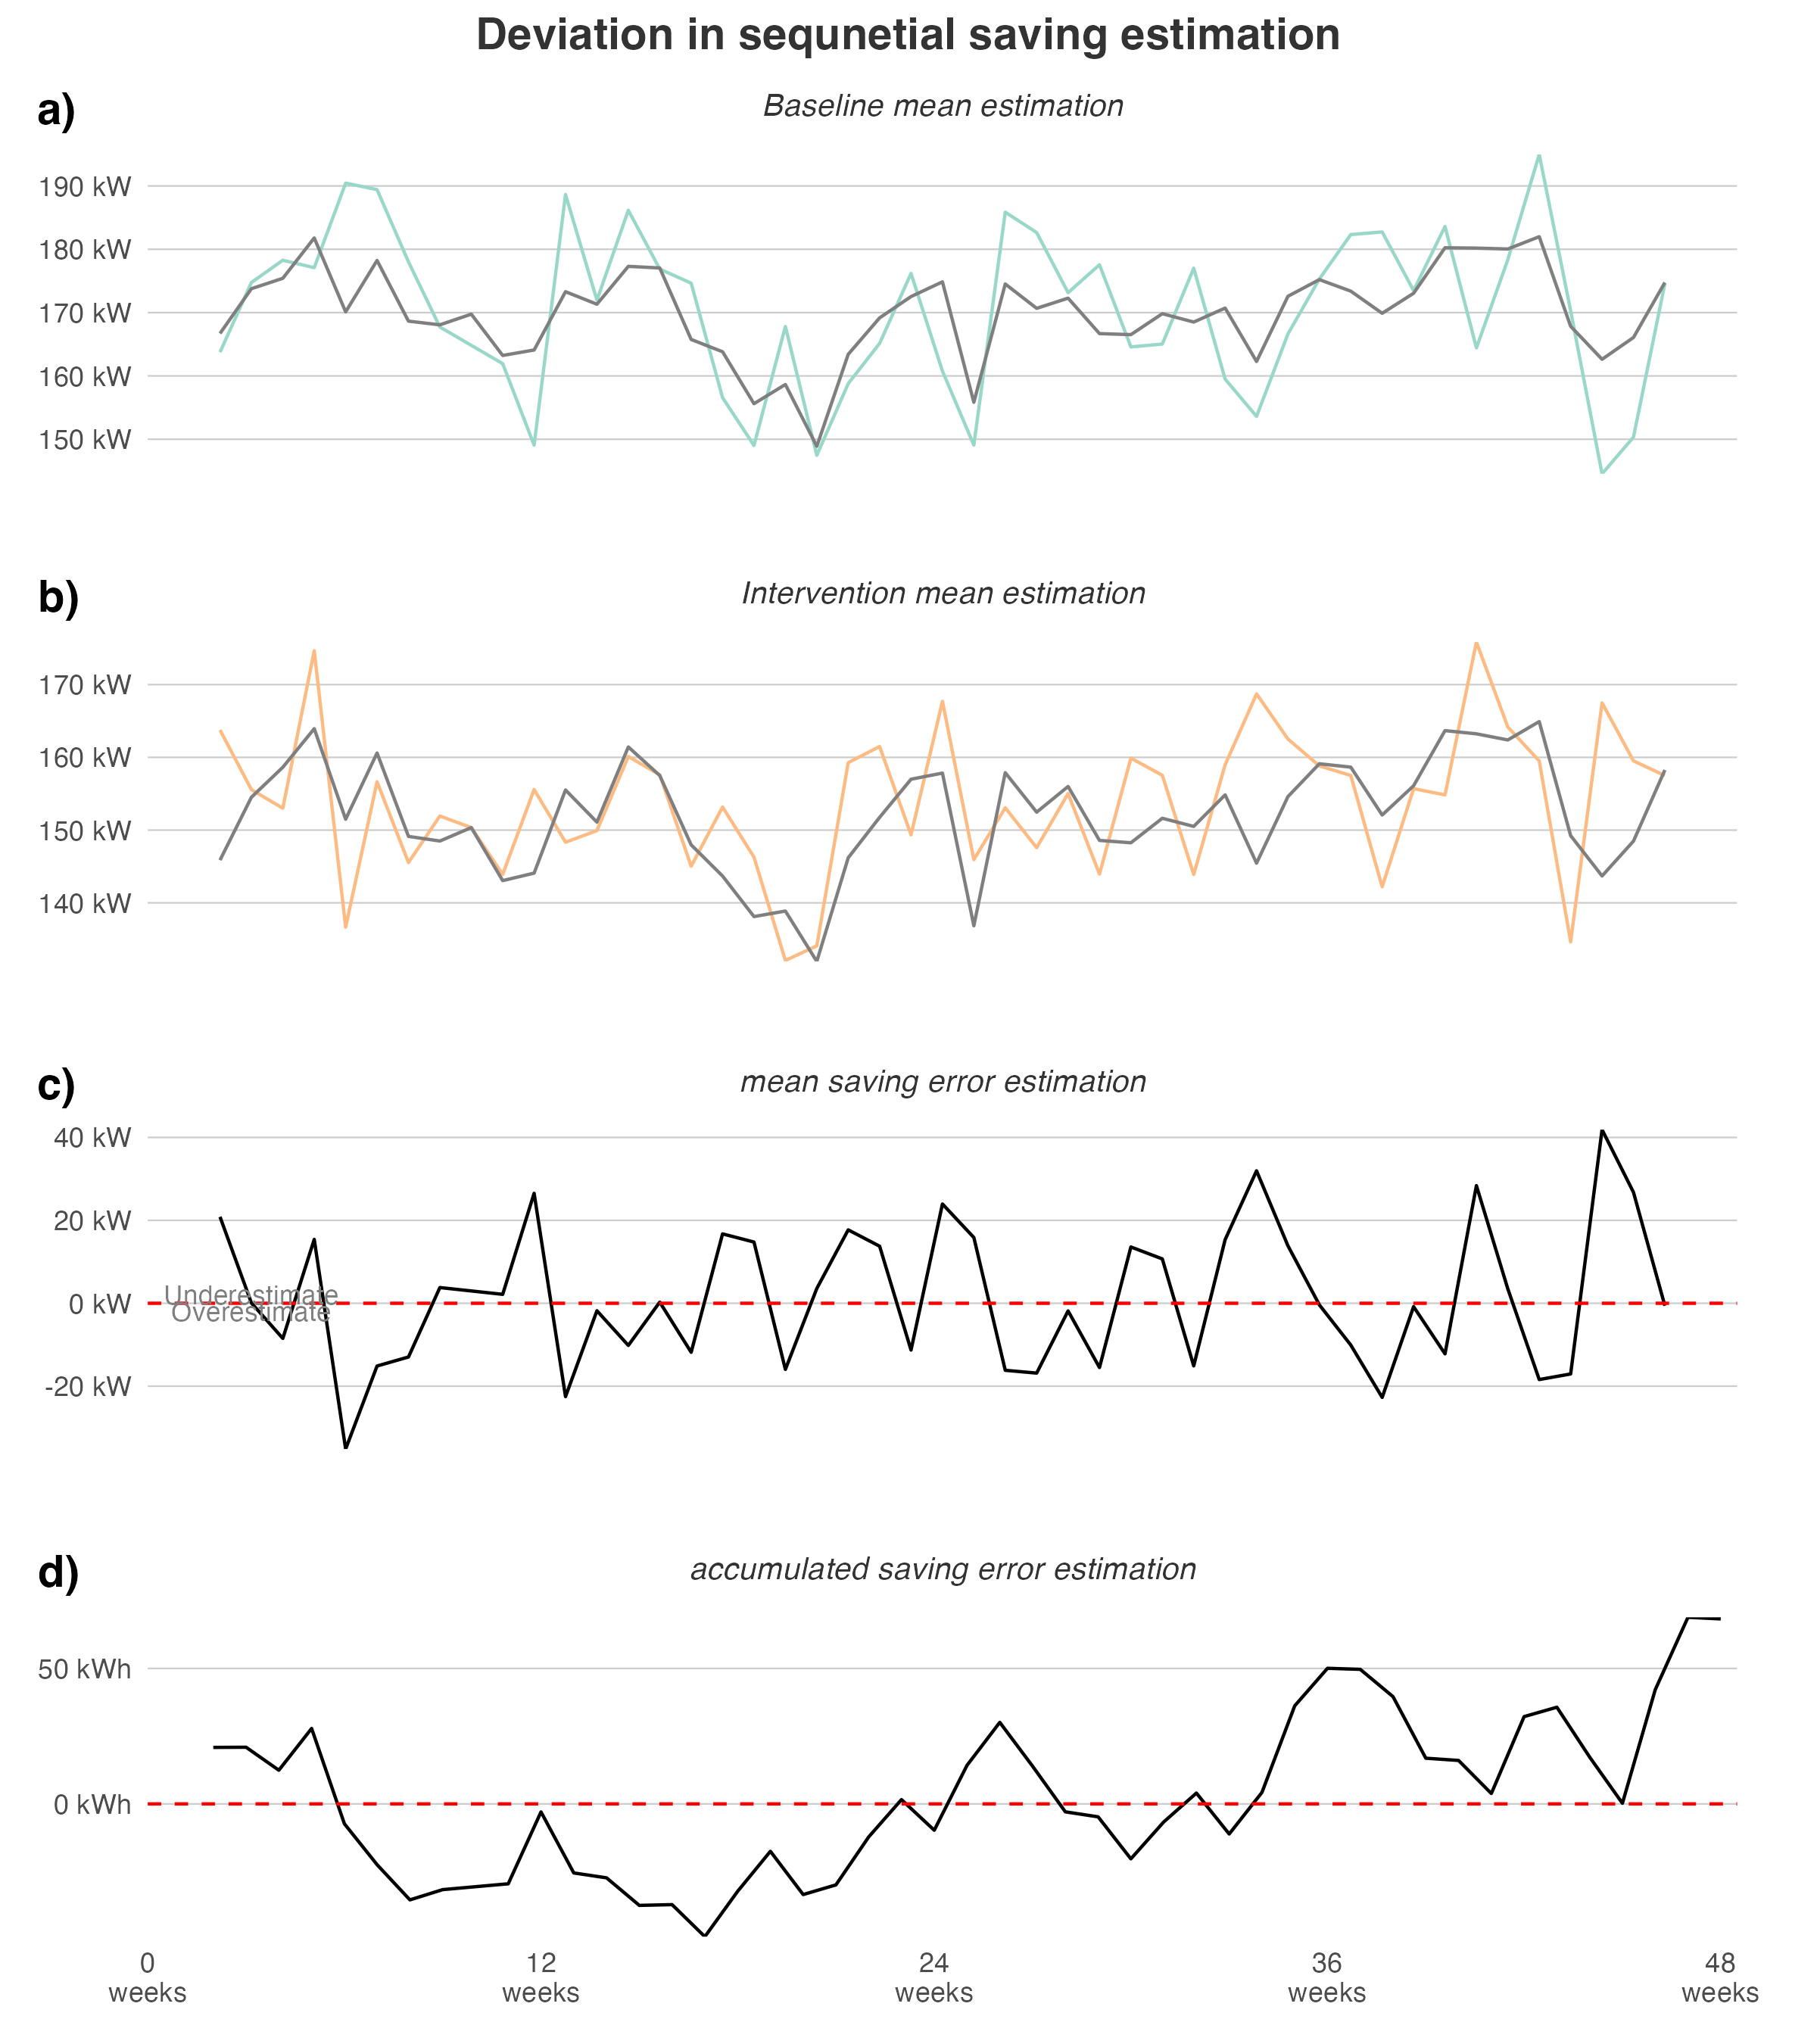 Deviation in sequnetial saving estimation
a)
Baseline mean estimation
190 kW
180 kW
170 kW
160 kW
150 kW
b)
Intervention mean estimation
170 kW
160 kW
150 kW
140 kW
c)
mean saving error estimation
40 kW
20 kW
Underestimate
0 kW
Overestimate
-20 kW
d)
accumulated saving error estimation
50 kWh
0 kWh
0 12 24 36 48
weeks weeks weeks weeks weeks